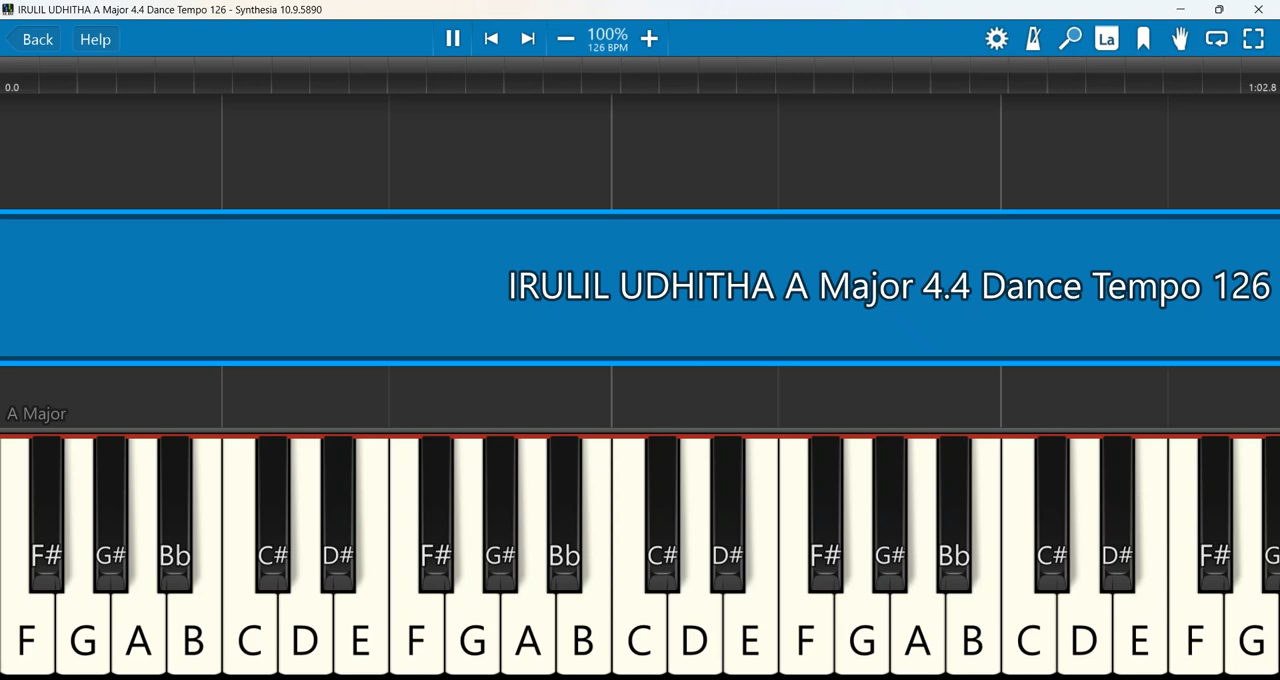 IRULIL UDHITHA A Major 4.4 Dance Tempo 126 - Synthesia 10.9.5890
Back Help 100% La
126 BPM
0.0 1:02.8
IRULIL UDHITHA A Major 4.4 Dance Tempo 126
A Major
F# G# Bb C# D# F# G# Bb C# D# F# G# Bb C# D# F# G
F G A B C D E F G A B C D E F G A B C D E F G